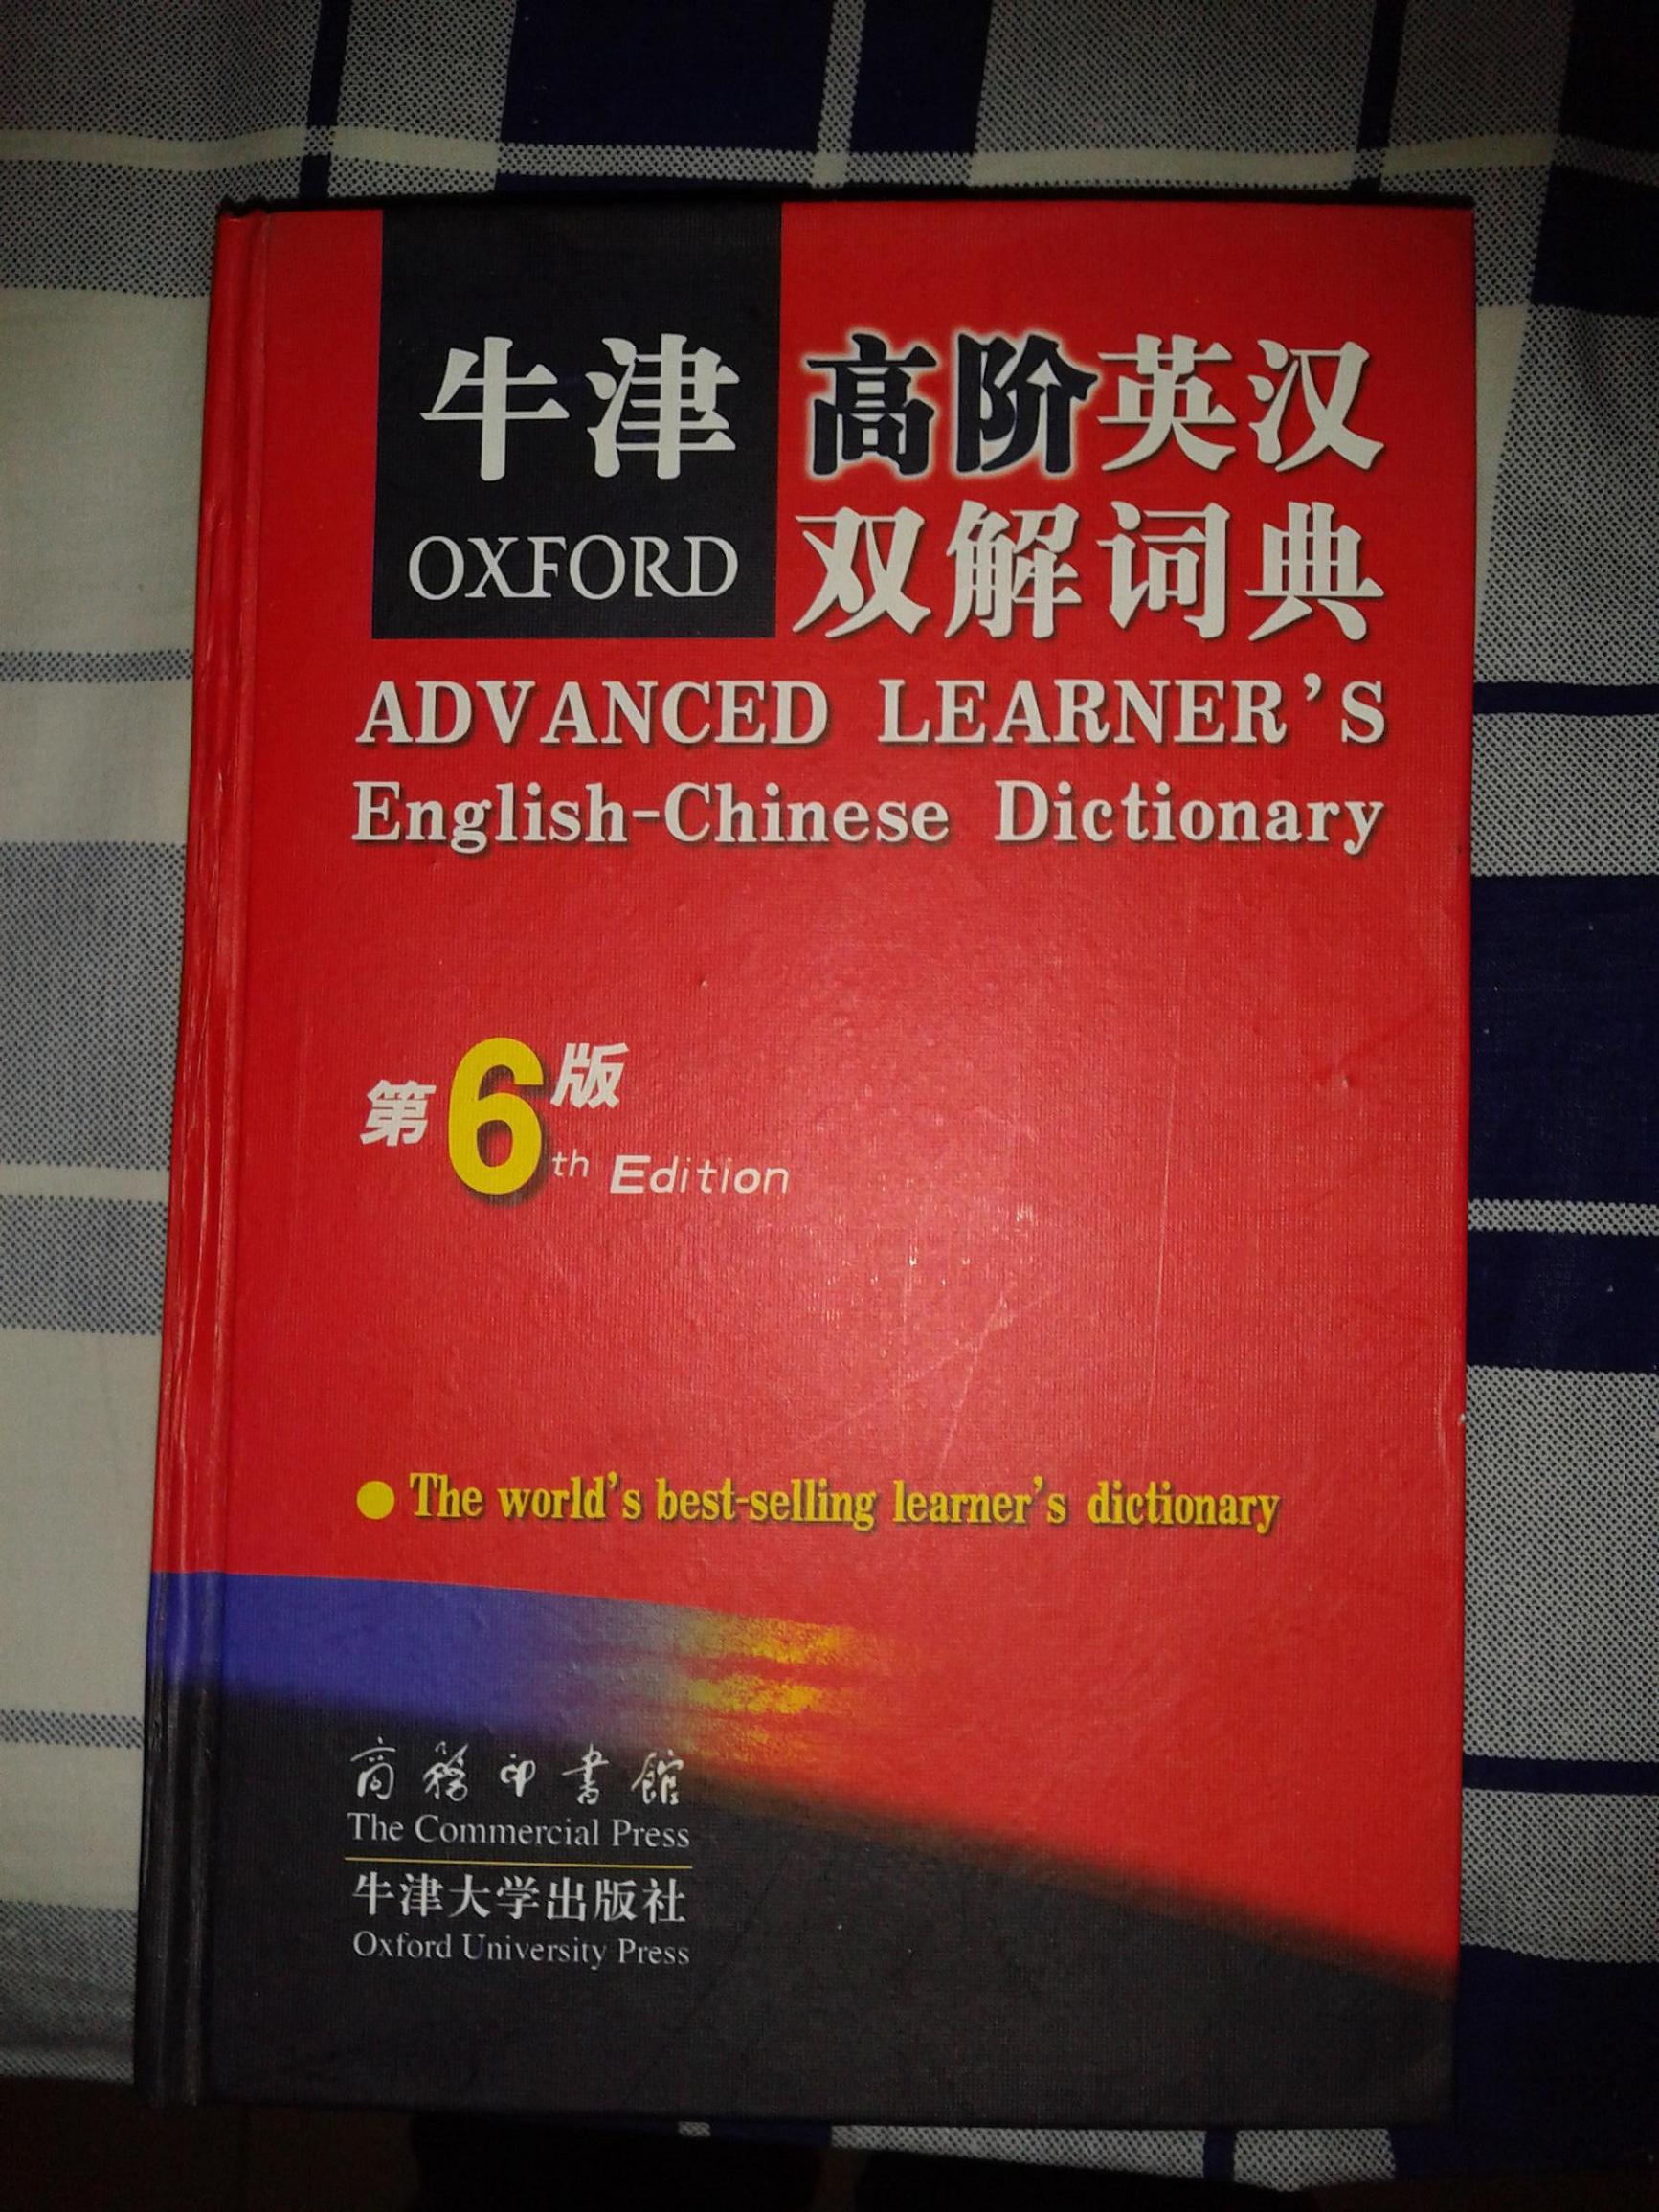 牛津
OXFORD
高阶英汉
双解词典
ADVANCED LEARNER'S
English-Chinese Dictionary
第6版
th Edition
The world's best-selling learner's dictionary
商務印書館
The Commercial Press
牛津大学出版社
Oxford University Press